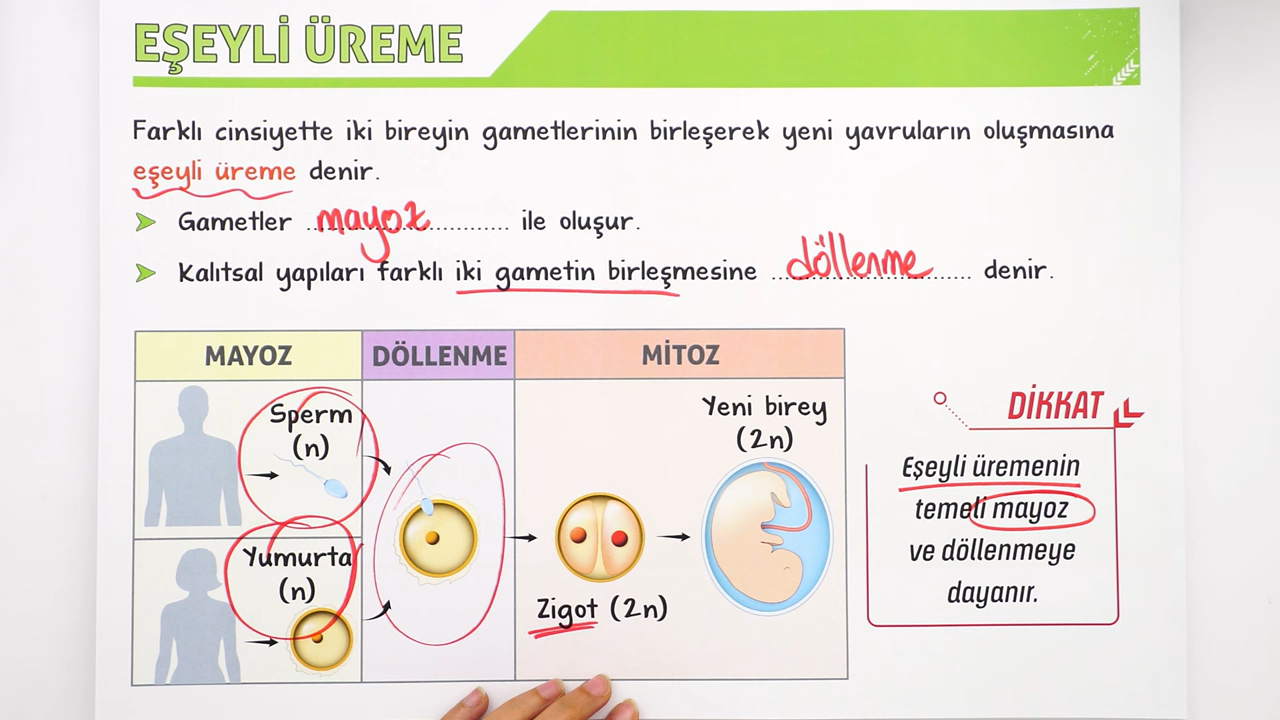 EŞEYLİ ÜREME
Farklı cinsiyette iki bireyin gametlerinin birleşerek yeni yavruların oluşmasına
eşeyli üreme denir.
Gametler mayoz ile oluşur.
Kalıtsal yapıları farklı iki gametin birleşmesine döllenme denir.
MAYOZ
DÖLLENME
MİTOZ
Sperm
(n)
Yumurta
(n)
Zigot (2n)
Yeni birey
(2n)
DİKKAT
Eşeyli üremenin
temeli mayoz
ve döllenmeye
dayanır.